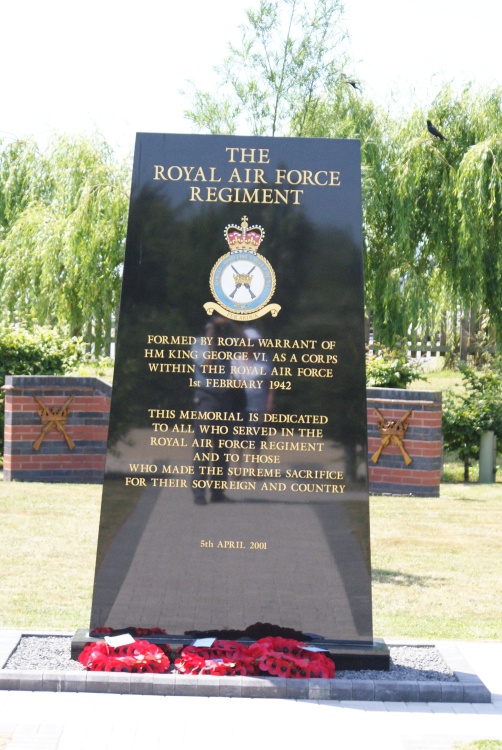 THE
ROYAL AIR FORCE
REGIMENT
PER ARDUA
FORMED BY ROYAL WARRANT OF
HM KING GEORGE VI, AS A CORPS
WITHIN THE ROYAL AIR FORCE
1st FEBRUARY 1942
THIS MEMORIAL IS DEDICATED
TO ALL WHO SERVED IN THE
ROYAL AIR FORCE REGIMENT
AND TO THOSE
WHO MADE THE SUPREME SACRIFICE
FOR THEIR SOVEREIGN AND COUNTRY
5th APRIL 2001